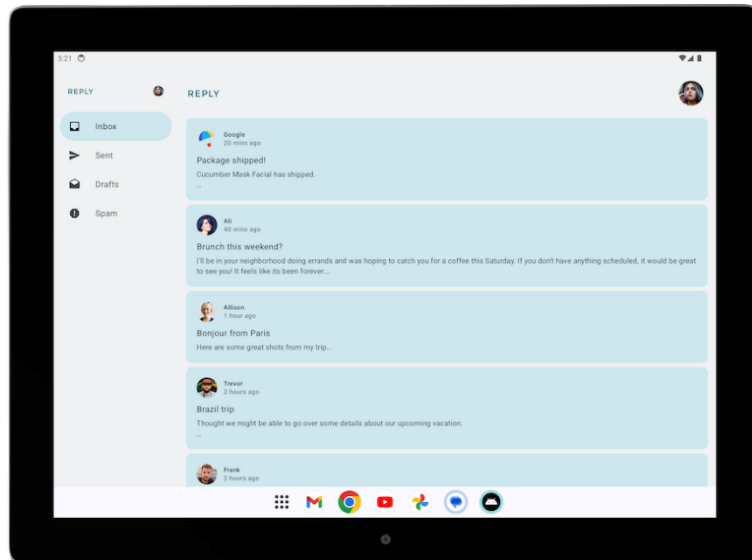 5:21
REPLY
Inbox
Sent
Drafts
Spam
REPLY
Google
20 mins ago
Package shipped!
Cucumber Mask Facial has shipped.
...
Ali
40 mins ago
Brunch this weekend?
I'll be in your neighborhood doing errands and was hoping to catch you for a coffee this Saturday. If you don't have anything scheduled, it would be great
to see you! It feels like its been forever...
Allison
1 hour ago
Bonjour from Paris
Here are some great shots from my trip...
Trevor
2 hours ago
Brazil trip
Thought we might be able to go over some details about our upcoming vacation.
...
Frank
2 hours ago